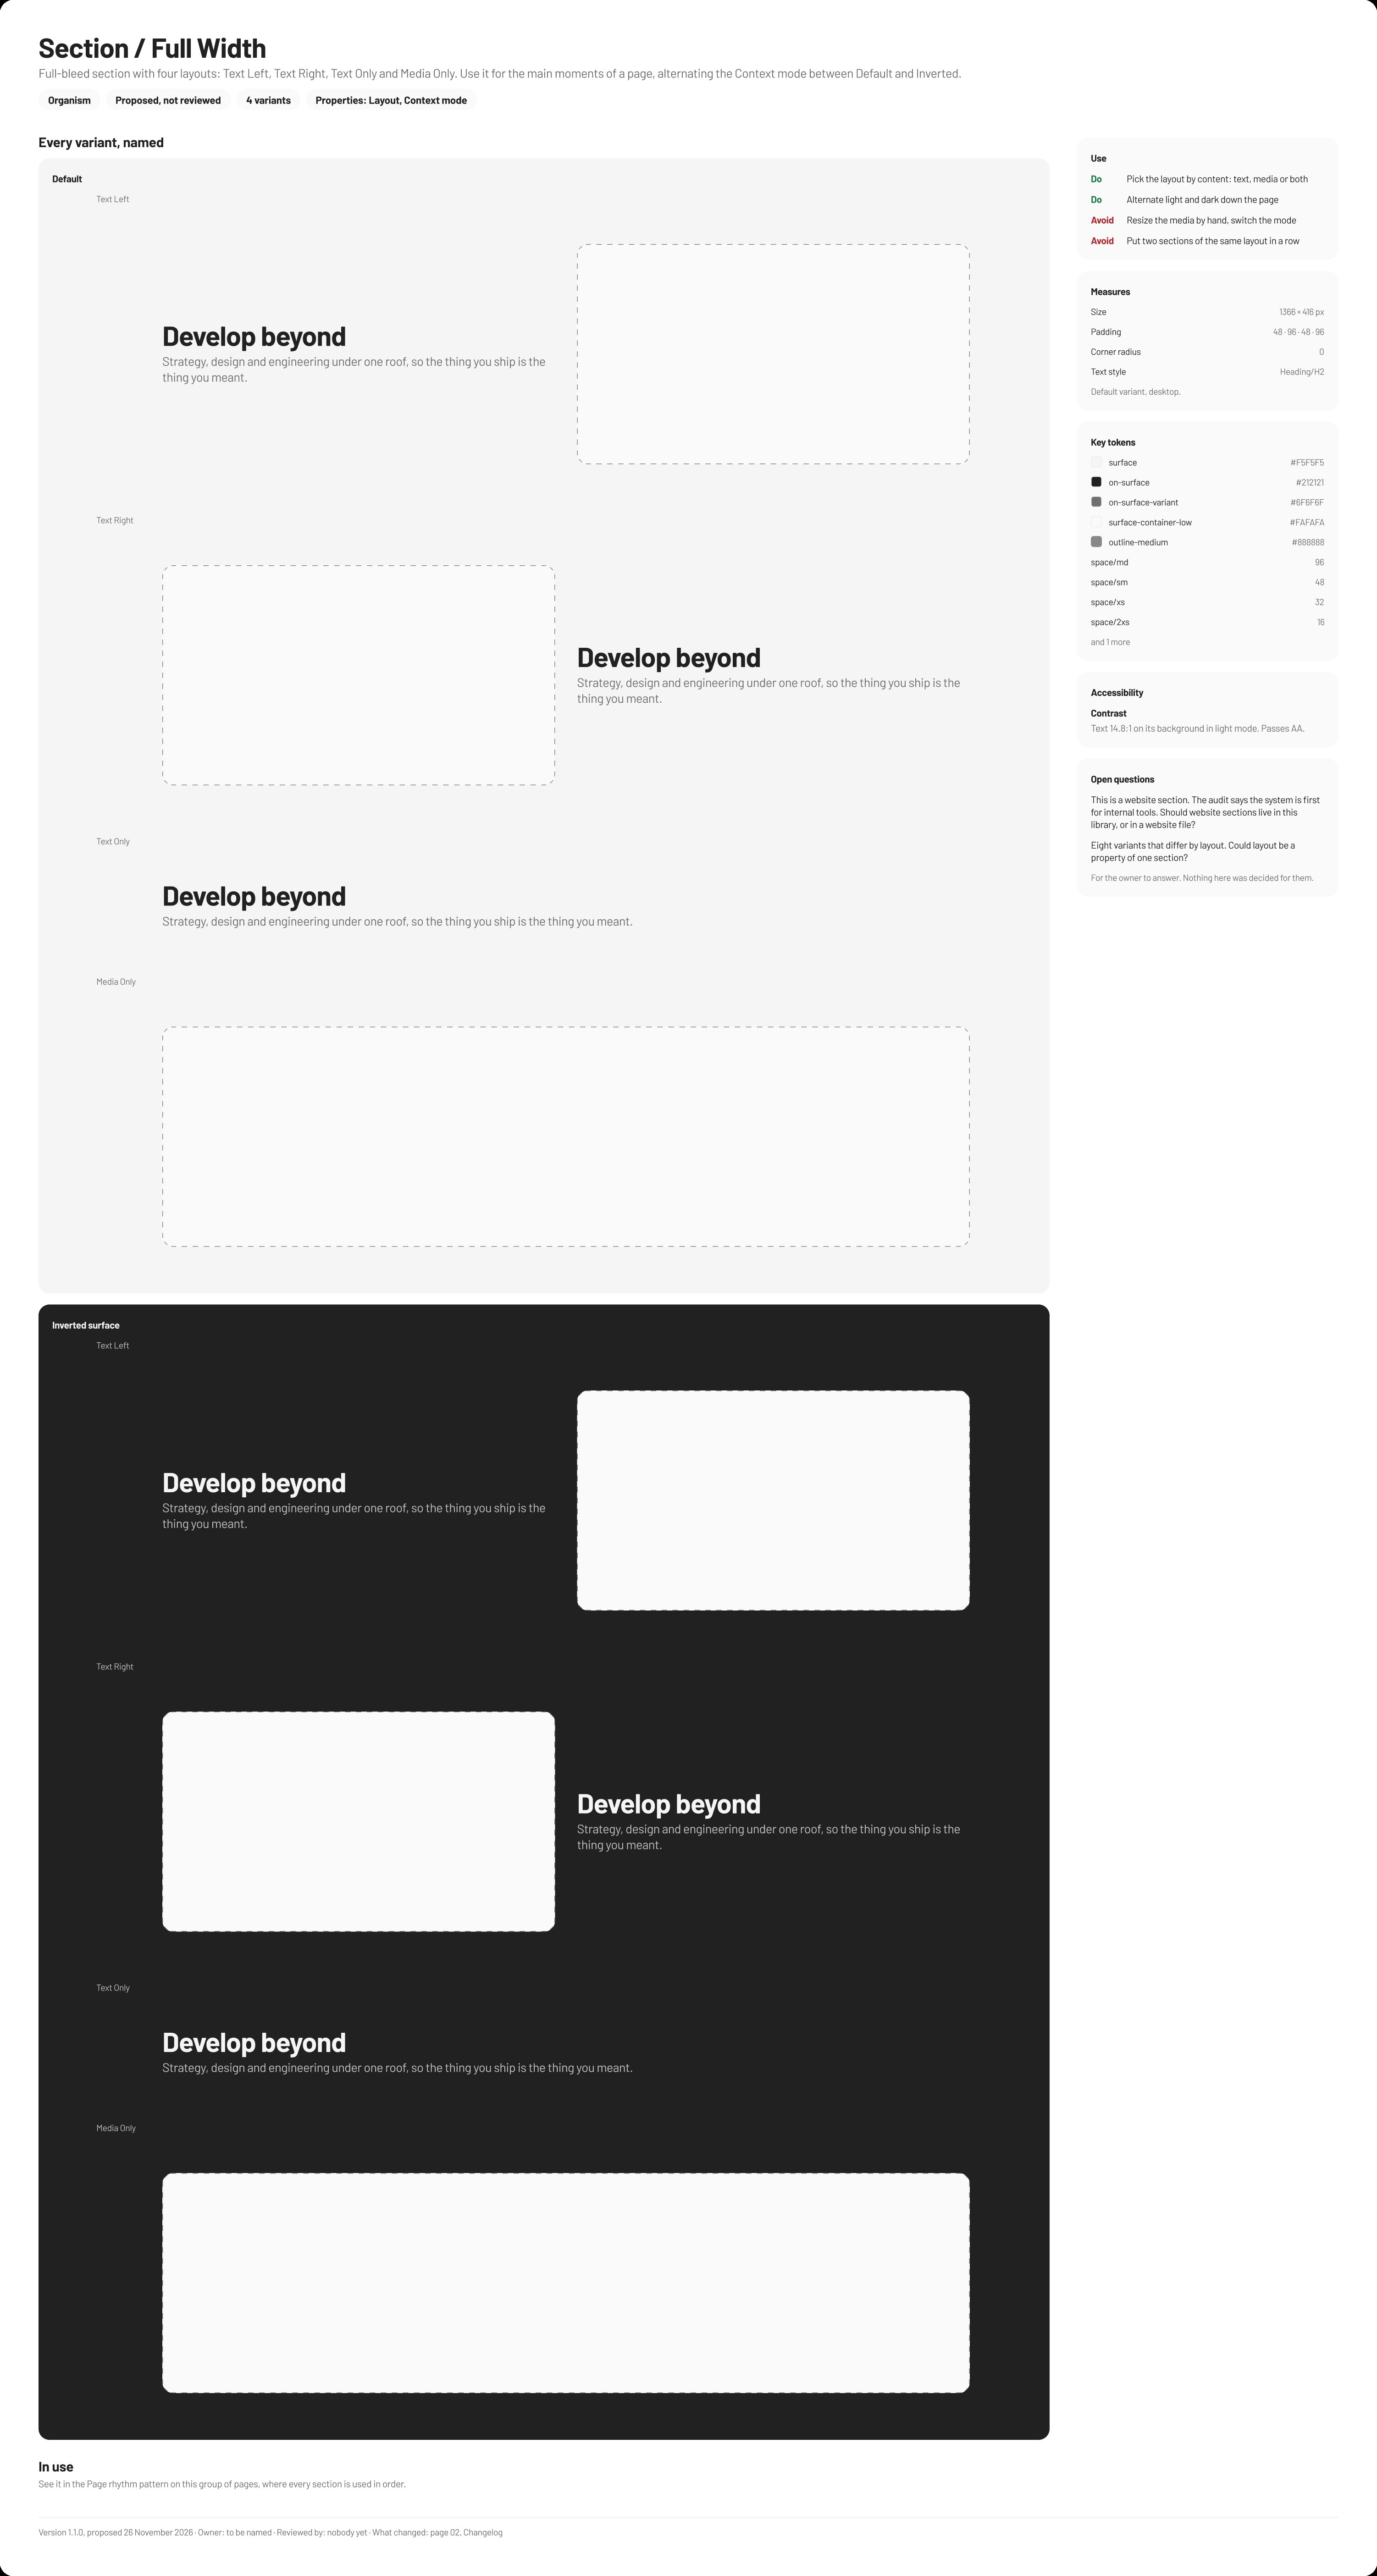 Section / Full Width
Full-bleed section with four layouts: Text Left, Text Right, Text Only and Media Only. Use it for the main moments of a page, alternating the Context mode between Default and Inverted.
Organism
Proposed, not reviewed
4 variants
Properties: Layout, Context mode
Every variant, named
Default
Text Left
Develop beyond
Strategy, design and engineering under one roof, so the thing you ship is the
thing you meant.
Text Right
Develop beyond
Strategy, design and engineering under one roof, so the thing you ship is the
thing you meant.
Text Only
Develop beyond
Strategy, design and engineering under one roof, so the thing you ship is the thing you meant.
Media Only
Inverted surface
Text Left
Develop beyond
Strategy, design and engineering under one roof, so the thing you ship is the
thing you meant.
Text Right
Develop beyond
Strategy, design and engineering under one roof, so the thing you ship is the
thing you meant.
Text Only
Develop beyond
Strategy, design and engineering under one roof, so the thing you ship is the thing you meant.
Media Only
Use
Do Pick the layout by content: text, media or both
Do Alternate light and dark down the page
Avoid Resize the media by hand, switch the mode
Avoid Put two sections of the same layout in a row
Measures
Size 1366 × 416 px
Padding 48 · 96 · 48 · 96
Corner radius 0
Text style Heading/H2
Default variant, desktop.
Key tokens
surface #F5F5F5
on-surface #212121
on-surface-variant #6F6F6F
surface-container-low #FAFAFA
outline-medium #888888
space/md 96
space/sm 48
space/xs 32
space/2xs 16
and 1 more
Accessibility
Contrast
Text 14.8:1 on its background in light mode. Passes AA.
Open questions
This is a website section. The audit says the system is first
for internal tools. Should website sections live in this
library, or in a website file?
Eight variants that differ by layout. Could layout be a
property of one section?
For the owner to answer. Nothing here was decided for them.
In use
See it in the Page rhythm pattern on this group of pages, where every section is used in order.
Version 1.1.0, proposed 26 November 2026 · Owner: to be named · Reviewed by: nobody yet · What changed: page 02, Changelog